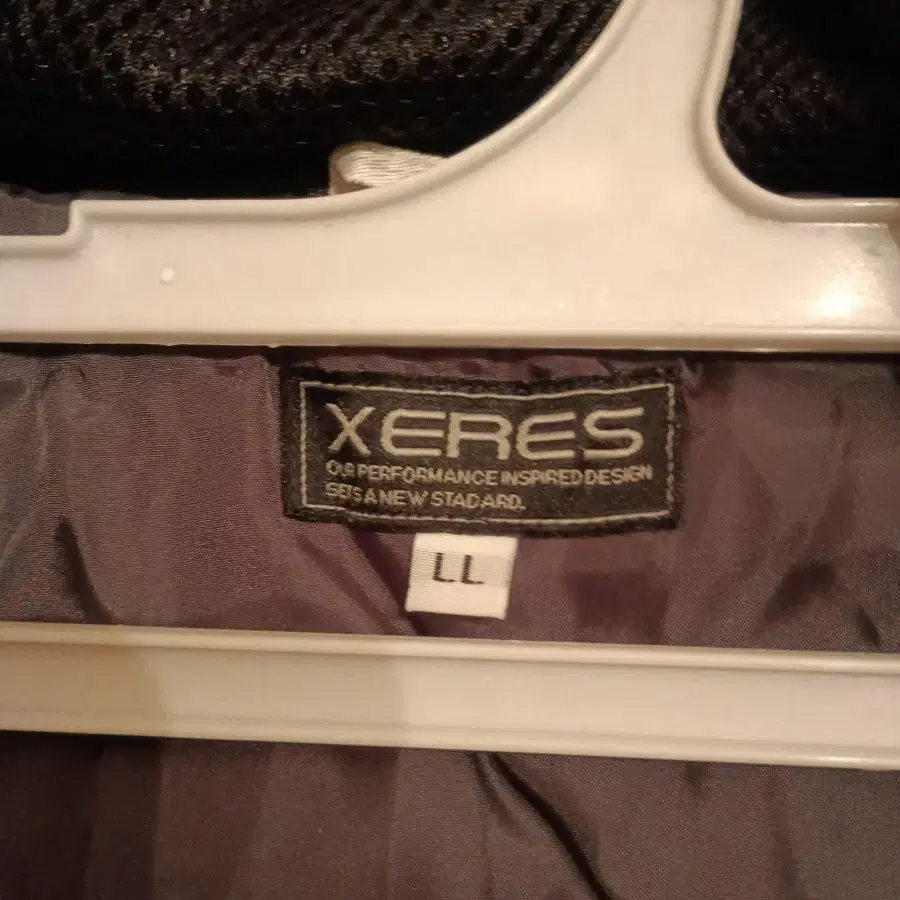 XERES
OUR PERFORMANCE INSPIRED DESIGN
SETS A NEW STADARD.
LL